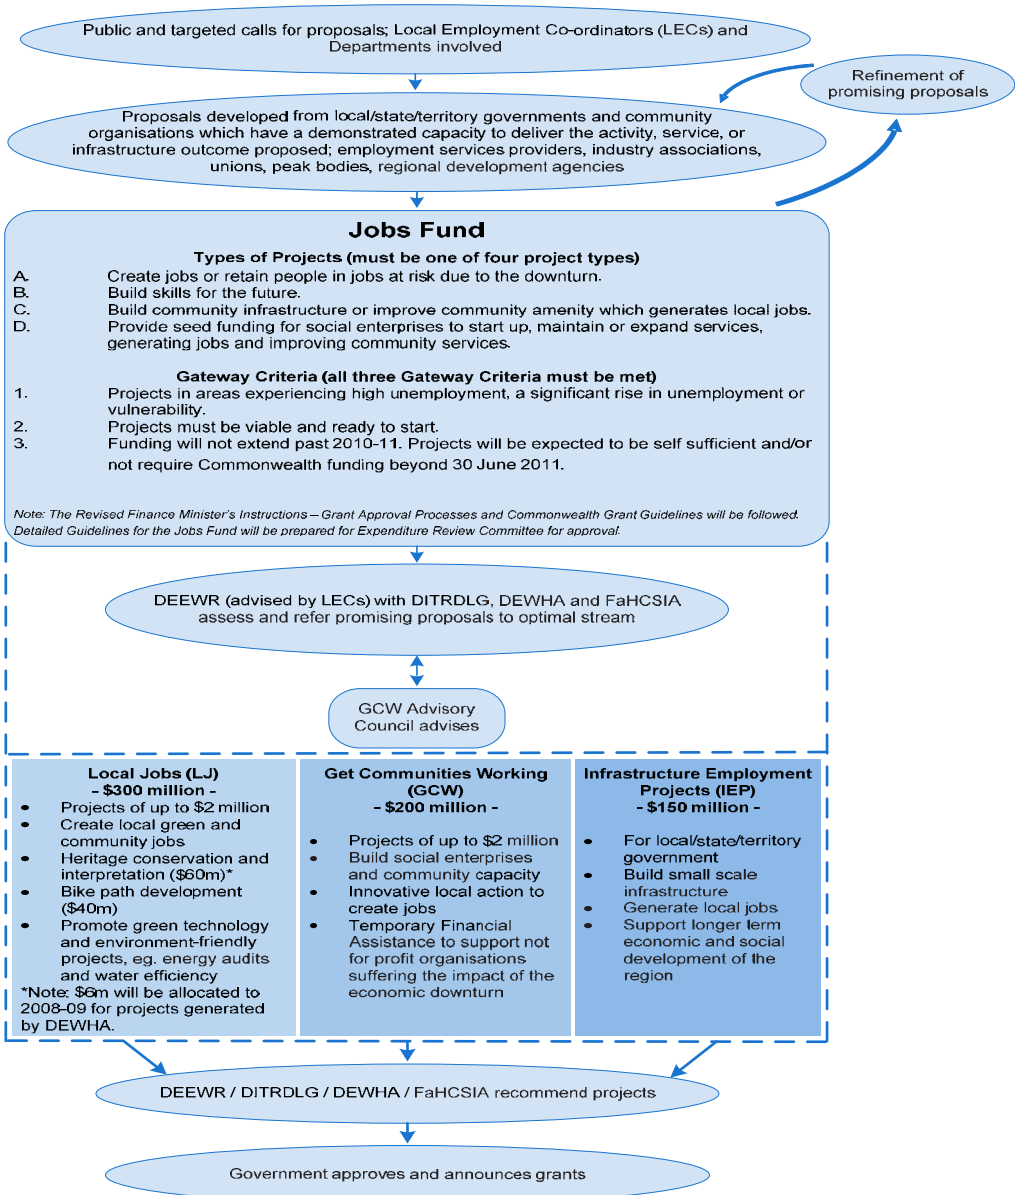 Public and targeted calls for proposals; Local Employment Co-ordinators (LECs) and
Departments involved
Refinement of
promising proposals
Proposals developed from local/state/territory governments and community
organisations which have a demonstrated capacity to deliver the activity, service, or
infrastructure outcome proposed; employment services providers, industry associations,
unions, peak bodies, regional development agencies
Jobs Fund
Types of Projects (must be one of four project types)
A. Create jobs or retain people in jobs at risk due to the downturn.
B. Build skills for the future.
C. Build community infrastructure or improve community amenity which generates local jobs.
D. Provide seed funding for social enterprises to start up, maintain or expand services,
generating jobs and improving community services.
Gateway Criteria (all three Gateway Criteria must be met)
1. Projects in areas experiencing high unemployment, a significant rise in unemployment or
vulnerability.
2. Projects must be viable and ready to start.
3. Funding will not extend past 2010-11. Projects will be expected to be self sufficient and/or
not require Commonwealth funding beyond 30 June 2011.
Note: The Revised Finance Minister's Instructions – Grant Approval Processes and Commonwealth Grant Guidelines will be followed.
Detailed Guidelines for the Jobs Fund will be prepared for Expenditure Review Committee for approval.
DEEWR (advised by LECs) with DITRDLG, DEWHA and FaHCSIA
assess and refer promising proposals to optimal stream
GCW Advisory
Council advises
Local Jobs (LJ)
- $300 million -
• Projects of up to $2 million
• Create local green and
community jobs
• Heritage conservation and
interpretation ($60m)*
• Bike path development
($40m)
• Promote green technology
and environment-friendly
projects, eg. energy audits
and water efficiency
*Note: $6m will be allocated to
2008-09 for projects generated
by DEWHA.
Get Communities Working
(GCW)
- $200 million -
• Projects of up to $2 million
• Build social enterprises
and community capacity
• Innovative local action to
create jobs
• Temporary Financial
Assistance to support not
for profit organisations
suffering the impact of the
economic downturn
Infrastructure Employment
Projects (IEP)
- $150 million -
• For local/state/territory
government
• Build small scale
infrastructure
• Generate local jobs
• Support longer term
economic and social
development of the
region
DEEWR / DITRDLG / DEWHA / FaHCSIA recommend projects
Government approves and announces grants